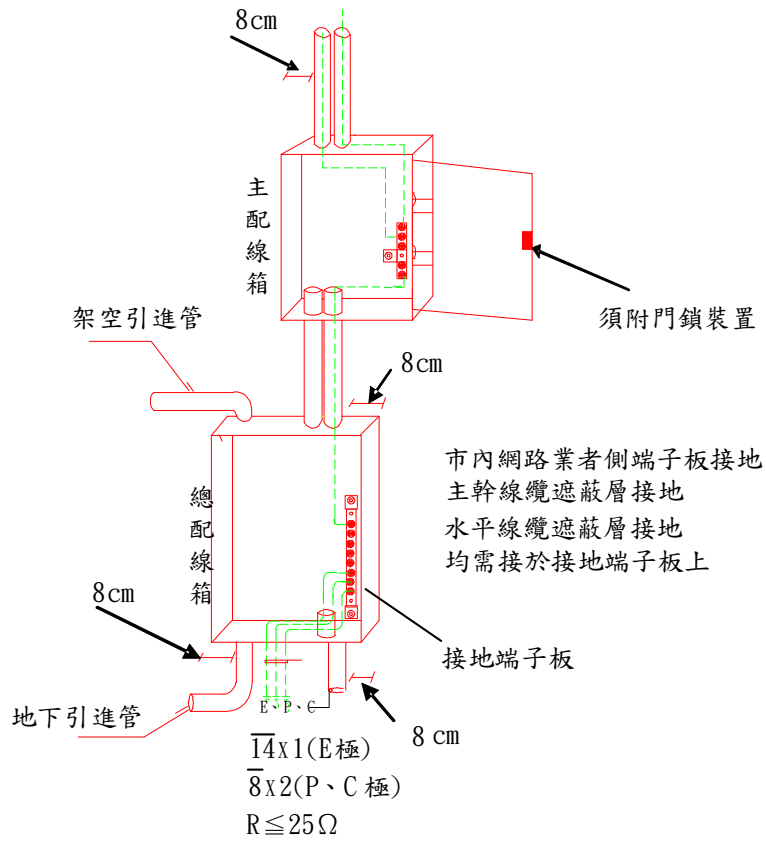 8cm
主配線箱
須附門鎖裝置
架空引進管
8cm
市內網路業者側端子板接地
主幹線纜遮蔽層接地
水平線纜遮蔽層接地
均需接於接地端子板上
總配線箱
8cm
接地端子板
地下引進管
E、P、C
8cm
14x1(E極)
8x2(P、C極)
R≦25Ω